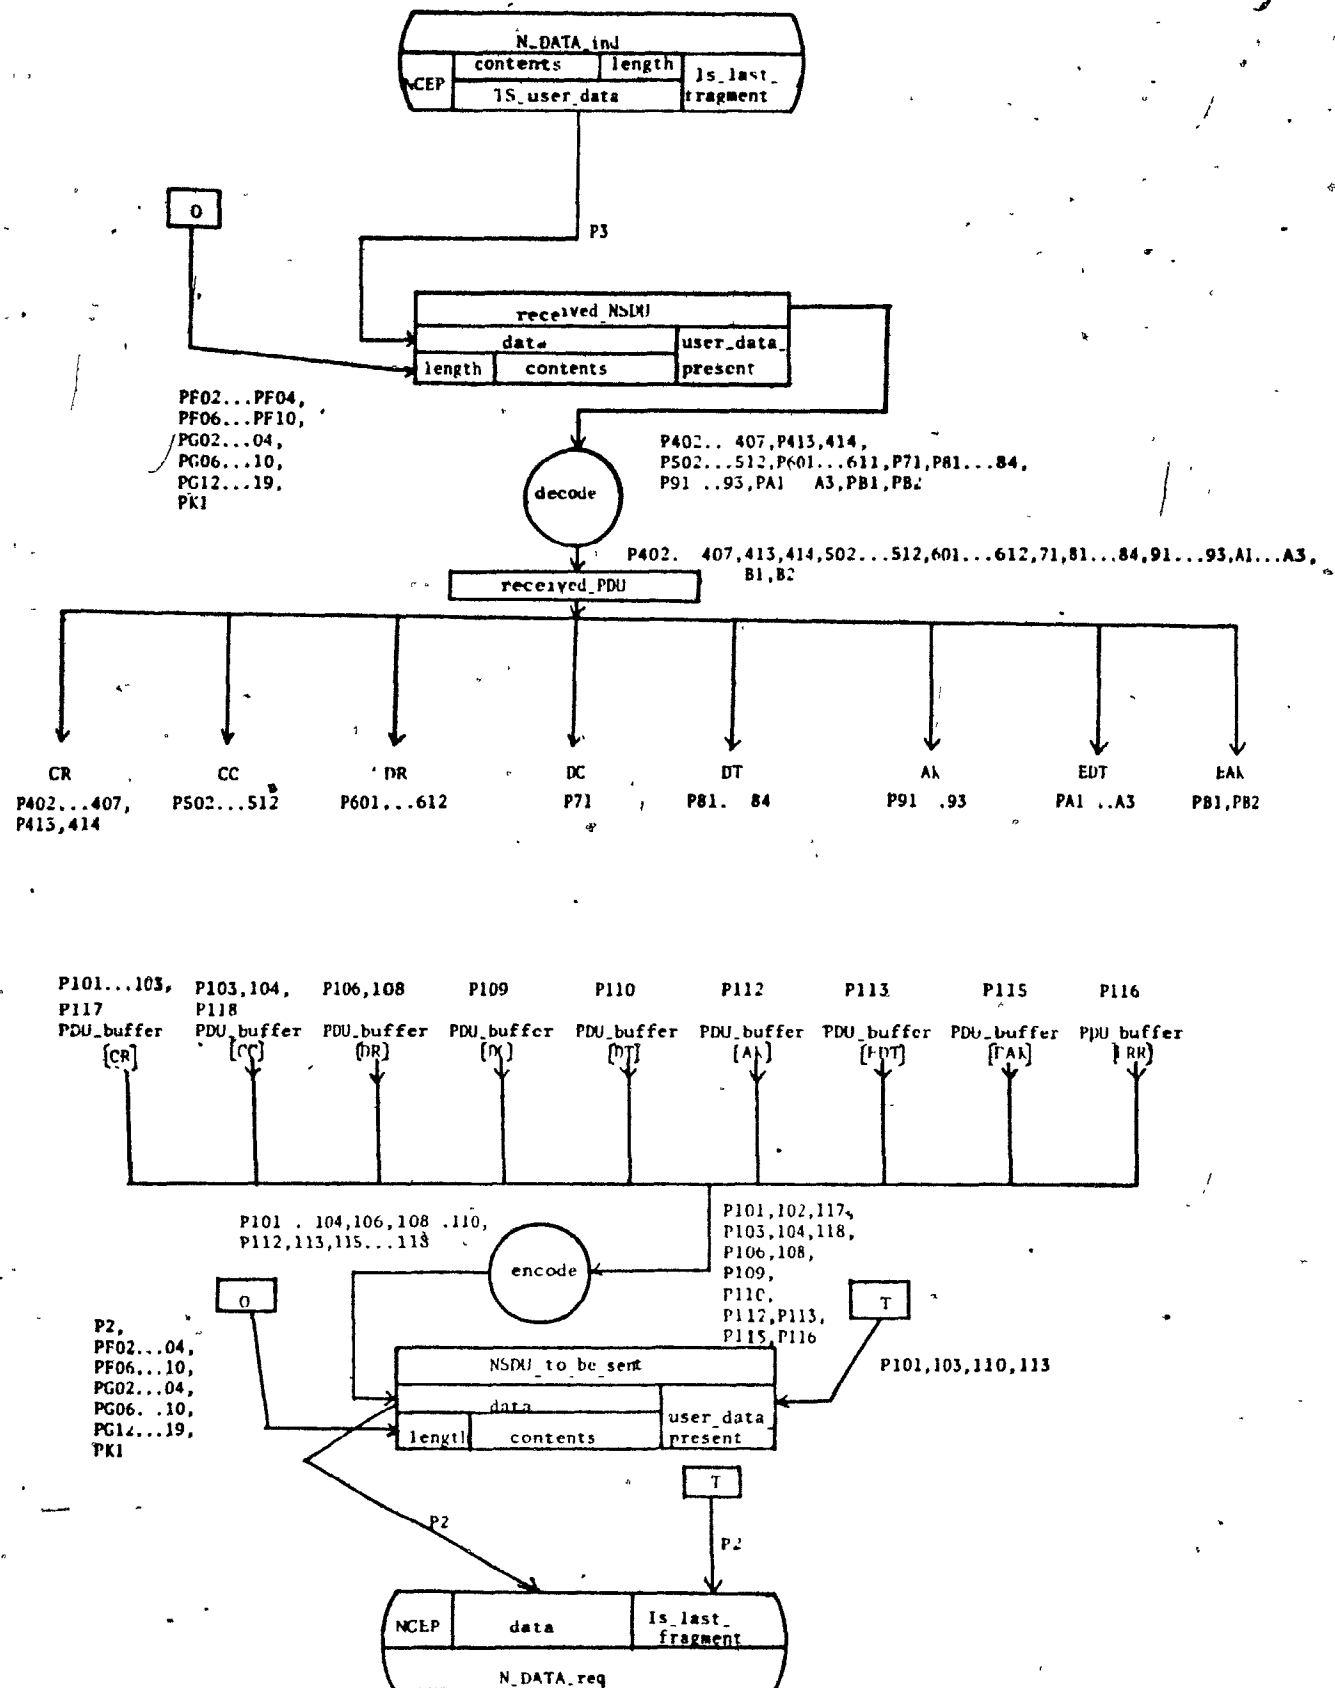 N_DATA_ind
contents length
NCEP Is_last_
IS_user_data fragment
O
P3
received_NSDU
data user_data_
length contents present
PF02...PF04,
PF06...PF10,
PG02...04,
PG06...10,
PG12...19,
PK1
P402.. 407,P413,414,
P502...512,P601...611,P71,P81...84,
P91 ..93,PA1 A3,PB1,PB2
decode
P402. 407,413,414,502...512,601...612,71,81...84,91...93,A1...A3,
B1,B2
received_PDU
CR CC DR DC DT AK EDT EAK
P402...407, P502...512 P601...612 P71 P81. 84 P91 .93 PA1 ..A3 PB1,PB2
P413,414
P101...103, P103,104, P106,108 P109 P110 P112 P113 P115 P116
P117 P118
PDU_buffer PDU_buffer PDU_buffer PDU_buffer PDU_buffer PDU_buffer PDU_buffer PDU_buffer PDU_buffer
[CR] [CC] [DR] [DC] [DT] [AK] [EDT] [EAK] [ERR]
P101 . 104,106,108 .110,
P112,113,115...118
encode
P101,102,117,
P103,104,118,
P106,108,
P109,
P110,
P112,P113,
P115,P116
O
T
P2,
PF02...04,
PF06...10,
PG02...04,
PG06. .10,
PG12...19,
PK1
P101,103,110,113
NSDU_to_be_sent
data user_data_
length contents present
T
P2
P2
NCEP data Is_last_
fragment
N_DATA_req